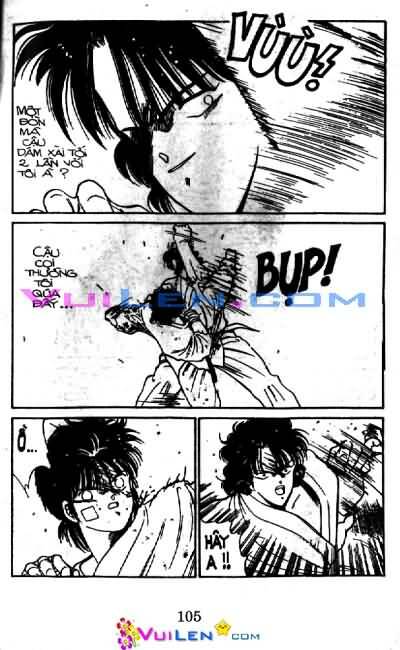 VÙÙ!
MỘT
ĐÒN
MÀ
CẬU
DÁM XÀI TỚI
2 LẦN VỚI
TÔI À ?
CẬU
COI
THƯỜNG
TÔI
QUÁ
ĐẤY...
BỤP!
VUILEN.COM
Ồ...
HÂY
A !!
105
VUILEN.COM